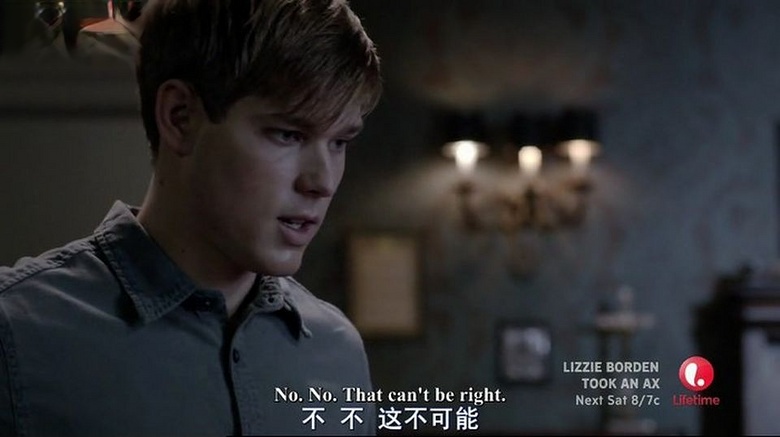 LIZZIE BORDEN
TOOK AN AX
Next Sat 8/7c
Lifetime
No. No. That can't be right.
不 不 这不可能